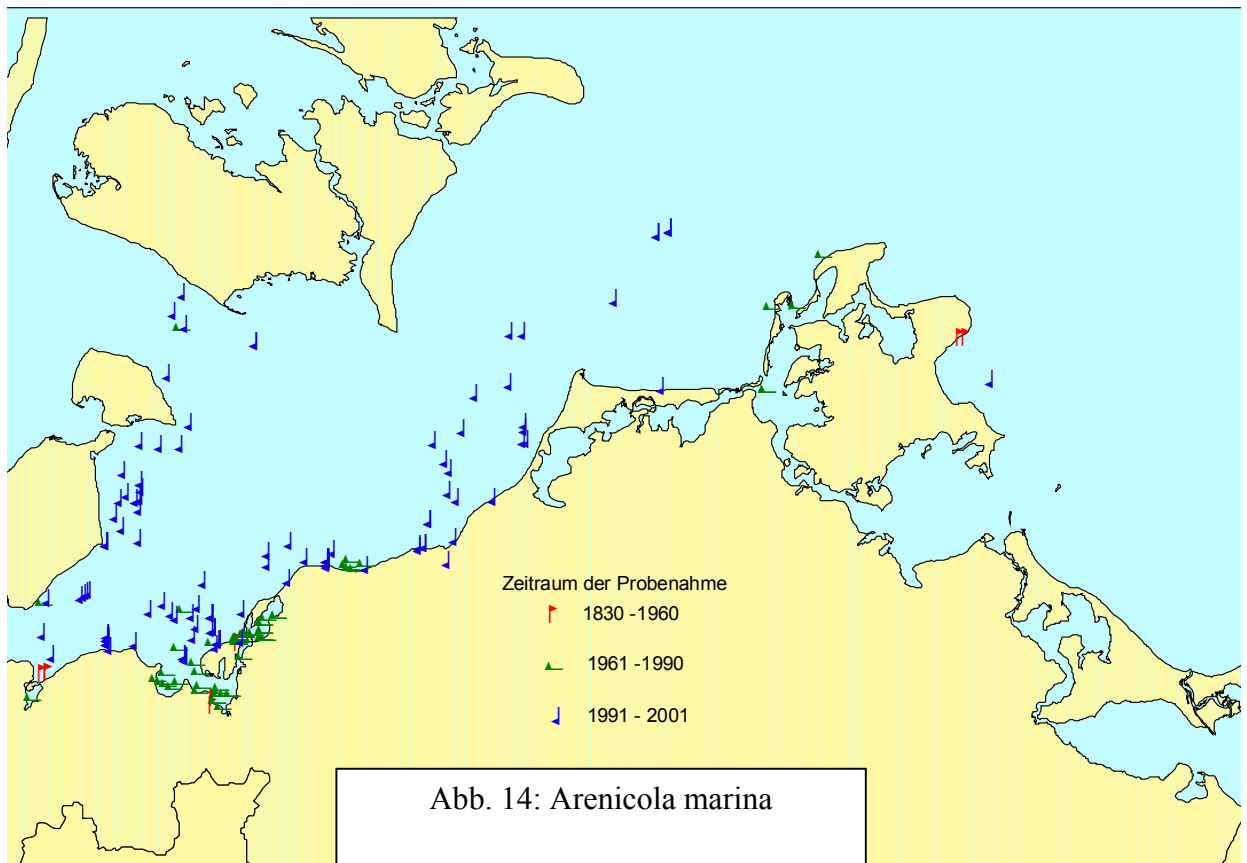 Zeitraum der Probenahme
1830 -1960
1961 -1990
1991 - 2001
Abb. 14: Arenicola marina